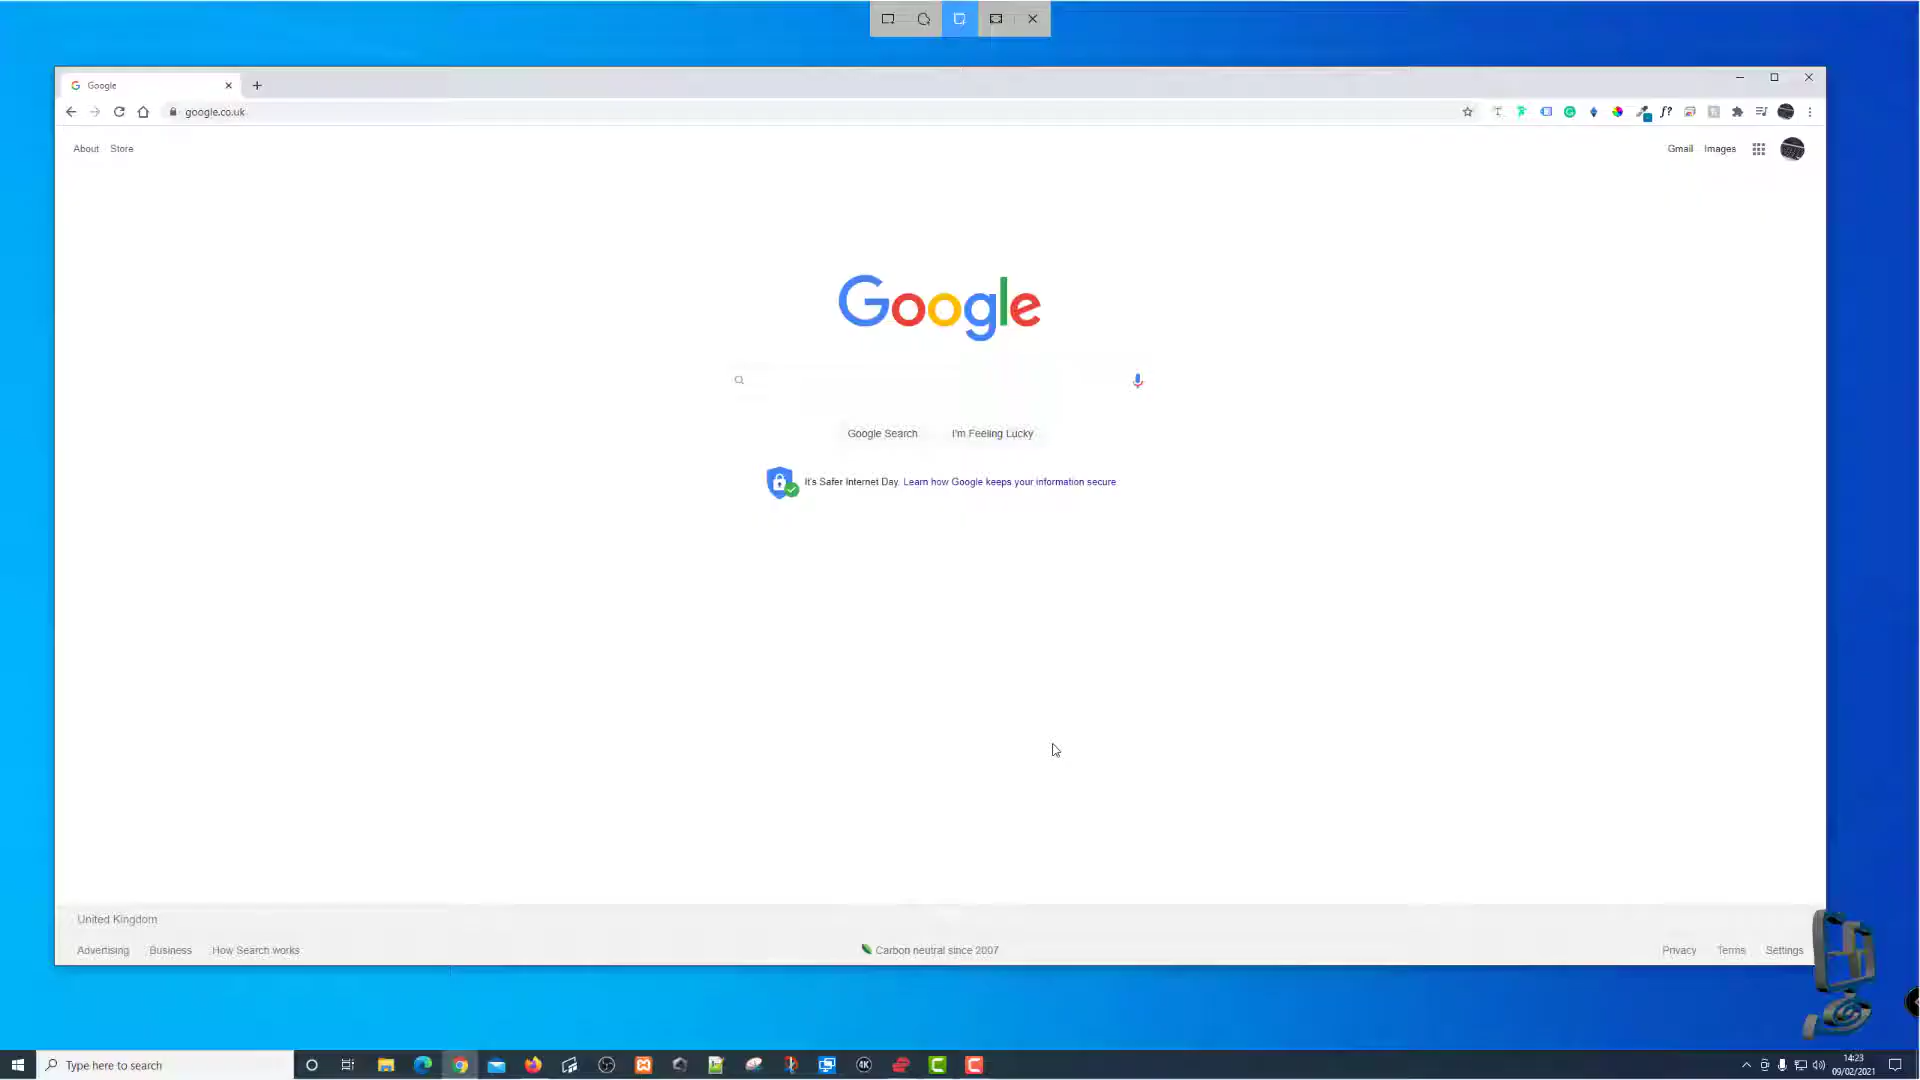 Google
google.co.uk
About Store
Gmail Images
Google
Google Search I'm Feeling Lucky
It's Safer Internet Day. Learn how Google keeps your information secure
United Kingdom
Advertising Business How Search works
Carbon neutral since 2007
Privacy Terms Settings
Type here to search
4K
14:23
09/02/2021